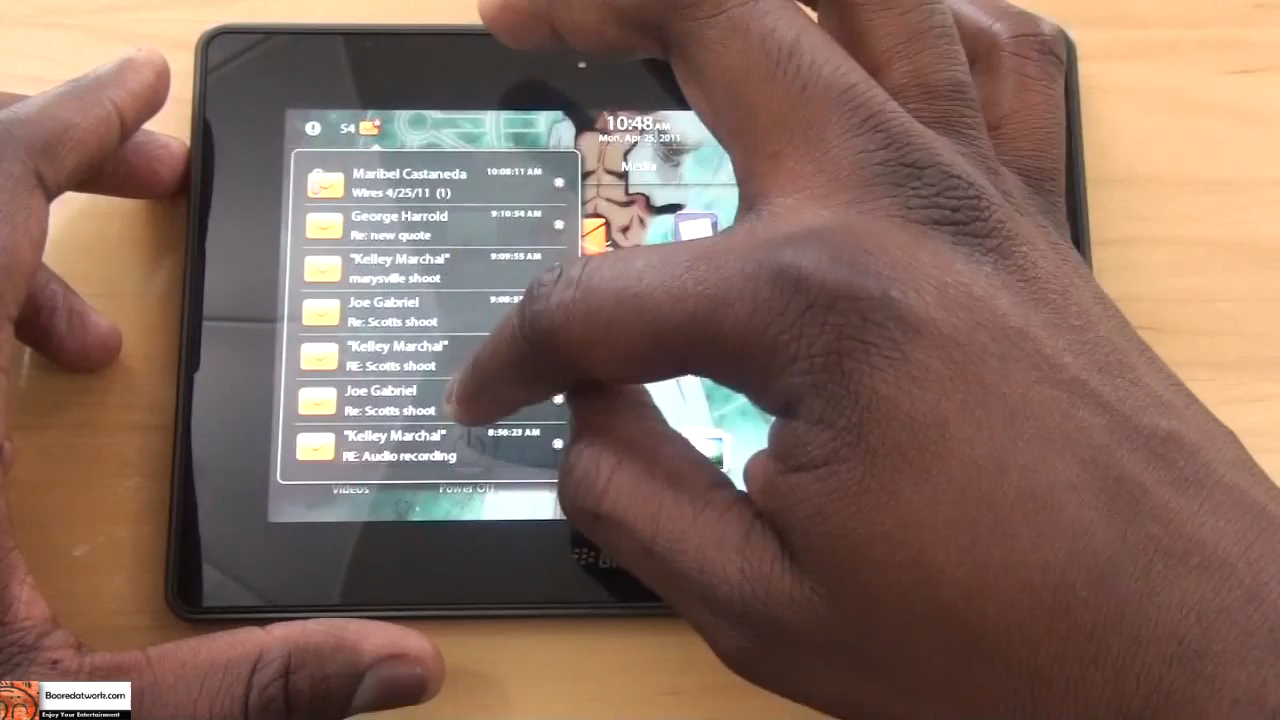 54
10:48 AM
Mon, Apr 25, 2011
Media
Maribel Castaneda 10:08:11 AM
Wires 4/25/11 (1)
George Harrold 9:10:54 AM
Re: new quote
"Kelley Marchal" 9:09:55 AM
marysville shoot
Joe Gabriel
Re: Scotts shoot
"Kelley Marchal"
RE: Scotts shoot
Joe Gabriel
Re: Scotts shoot
"Kelley Marchal" 8:56:23 AM
RE: Audio recording
Videos Power Off
Booredatwork.com
Enjoy Your Entertainment